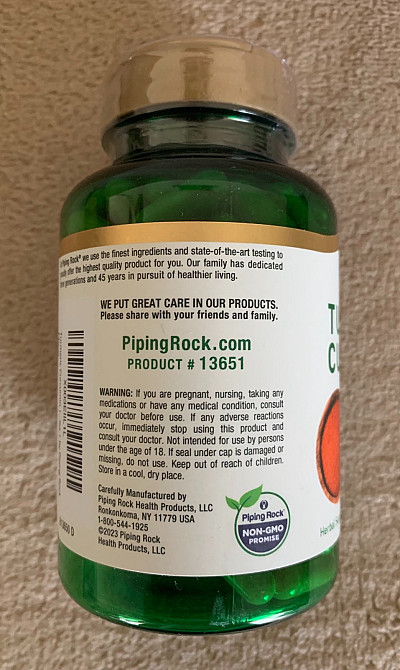 Piping Rock® we use the finest ingredients and state-of-the-art testing to
offer the highest quality product for you. Our family has dedicated
generations and 45 years in pursuit of healthier living.
WE PUT GREAT CARE IN OUR PRODUCTS.
Please share with your friends and family.
PipingRock.com
PRODUCT # 13651
WARNING: If you are pregnant, nursing, taking any
medications or have any medical condition, consult
your doctor before use. If any adverse reactions
occur, immediately stop using this product and
consult your doctor. Not intended for use by persons
under the age of 18. If seal under cap is damaged or
missing, do not use. Keep out of reach of children.
Store in a cool, dry place.
Carefully Manufactured by
Piping Rock Health Products, LLC
Ronkonkoma, NY 11779 USA
1-800-544-1925
©2023 Piping Rock
Health Products, LLC
Piping Rock®
NON-GMO
PROMISE
TU
CU
Herbal